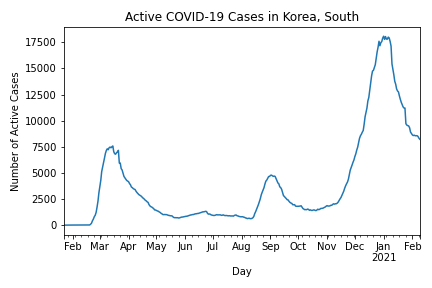 Active COVID-19 Cases in Korea, South
Number of Active Cases
17500
15000
12500
10000
7500
5000
2500
0
Feb Mar Apr May Jun Jul Aug Sep Oct Nov Dec Jan Feb
2021
Day